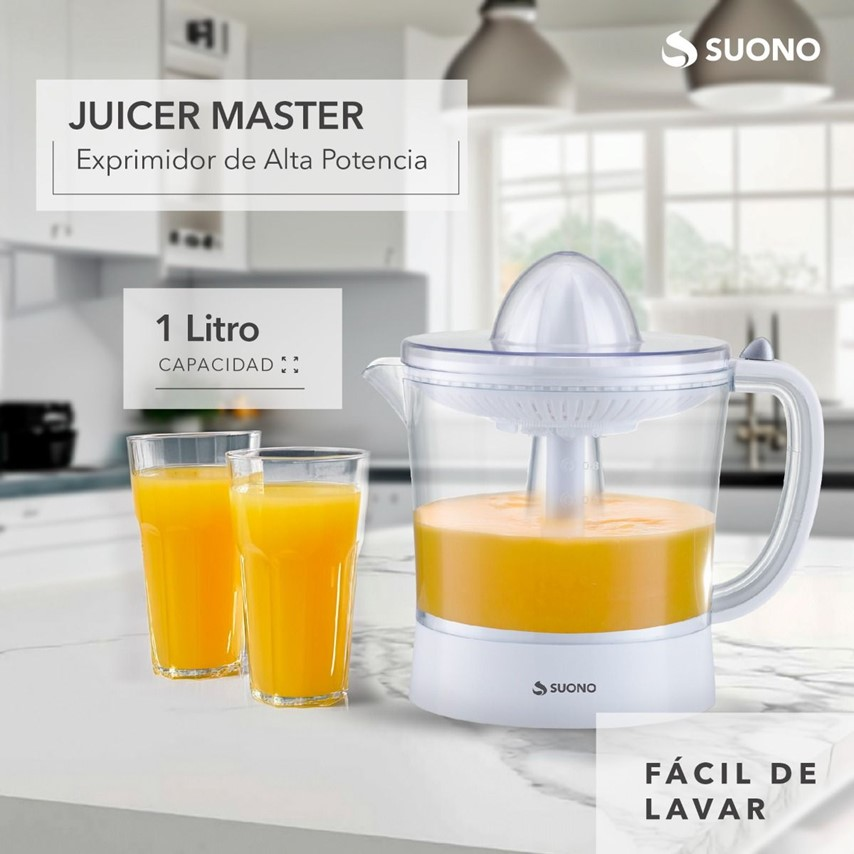 SUONO
JUICER MASTER
Exprimidor de Alta Potencia
1 Litro
CAPACIDAD
SUONO
FÁCIL DE
LAVAR